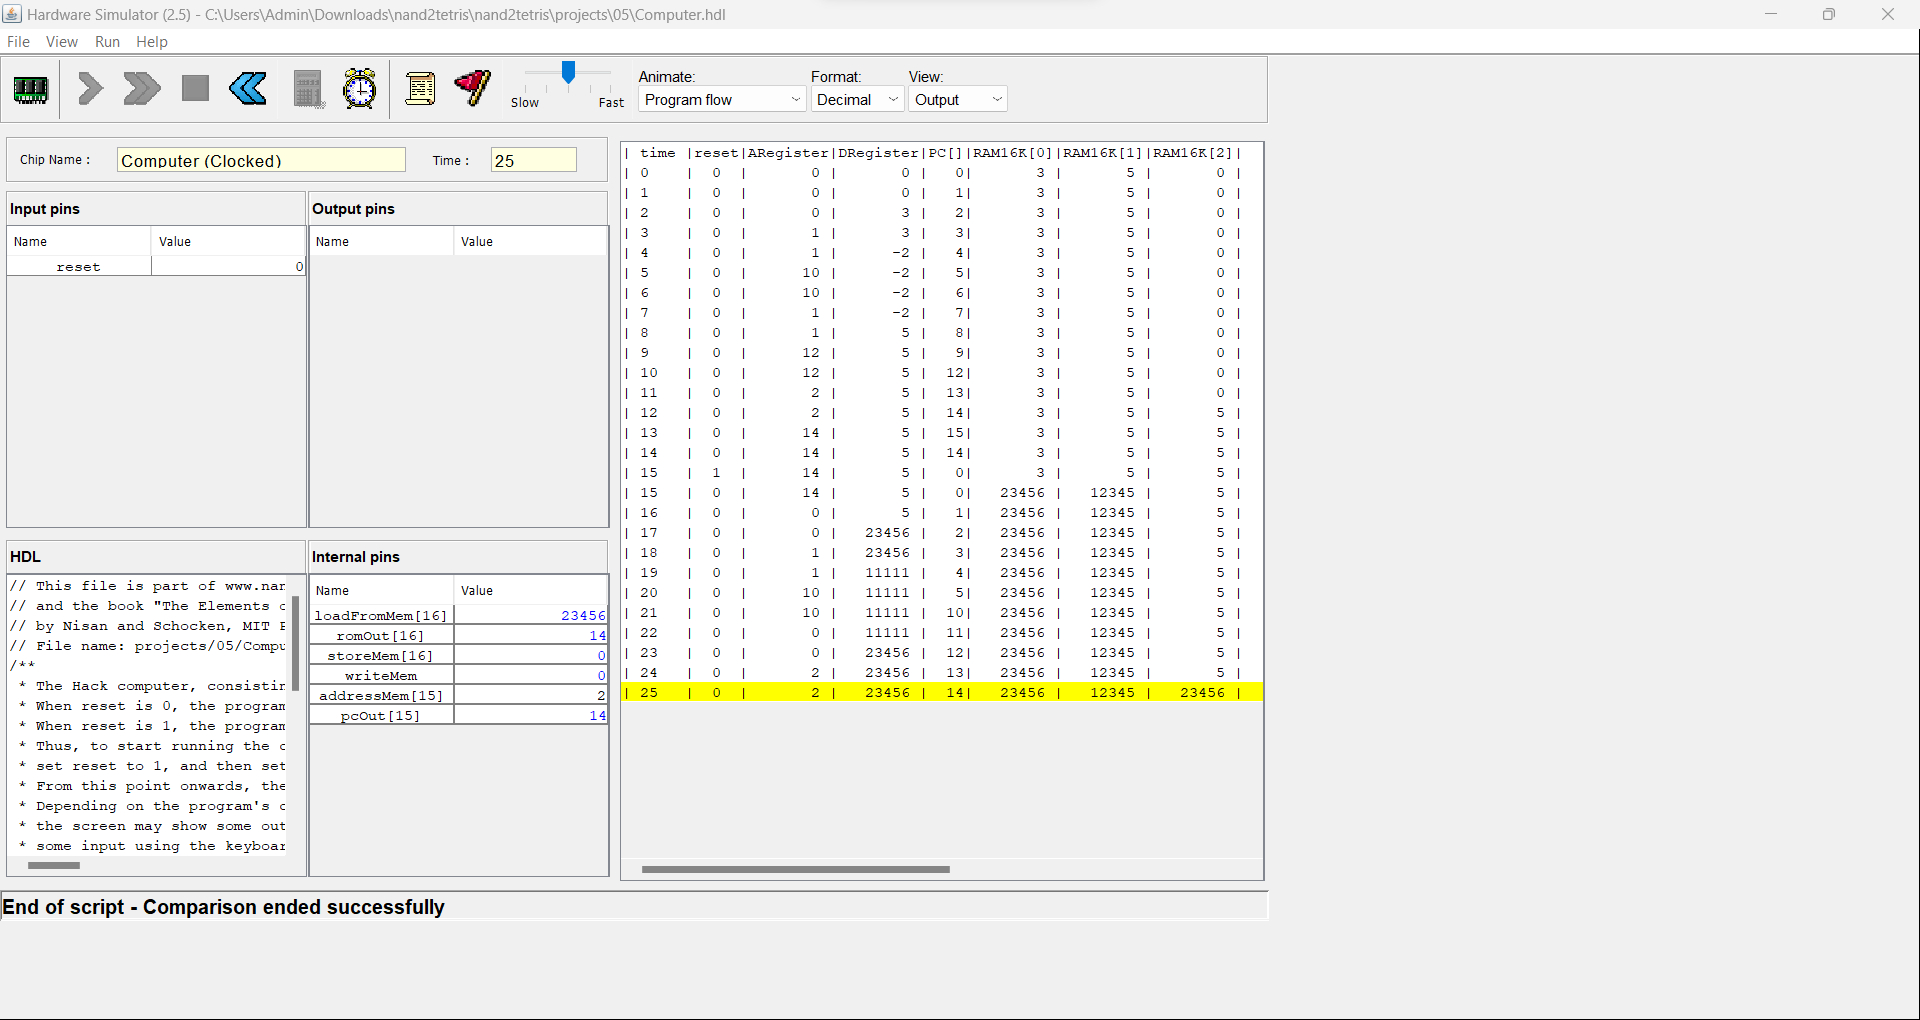 Hardware Simulator (2.5) - C:\Users\Admin\Downloads\nand2tetris\nand2tetris\projects\05\Computer.hdl
File View Run Help
Slow Fast
Animate: Format: View:
Program flow Decimal Output
Chip Name : Computer (Clocked) Time : 25
Input pins
Name Value
reset 0
Output pins
Name Value
HDL
// This file is part of www.nan
// and the book "The Elements o
// by Nisan and Schocken, MIT P
// File name: projects/05/Compu
/**
* The Hack computer, consistin
* When reset is 0, the program
* When reset is 1, the program
* Thus, to start running the c
* set reset to 1, and then set
* From this point onwards, the
* Depending on the program's c
* the screen may show some out
* some input using the keyboar
Internal pins
Name Value
loadFromMem[16] 23456
romOut[16] 14
storeMem[16] 0
writeMem 0
addressMem[15] 2
pcOut[15] 14
| time |reset|ARegister|DRegister|PC[]|RAM16K[0]|RAM16K[1]|RAM16K[2]|
| 0 | 0 | 0 | 0 | 0| 3 | 5 | 0 |
| 1 | 0 | 0 | 0 | 1| 3 | 5 | 0 |
| 2 | 0 | 0 | 3 | 2| 3 | 5 | 0 |
| 3 | 0 | 1 | 3 | 3| 3 | 5 | 0 |
| 4 | 0 | 1 | -2 | 4| 3 | 5 | 0 |
| 5 | 0 | 10 | -2 | 5| 3 | 5 | 0 |
| 6 | 0 | 10 | -2 | 6| 3 | 5 | 0 |
| 7 | 0 | 1 | -2 | 7| 3 | 5 | 0 |
| 8 | 0 | 1 | 5 | 8| 3 | 5 | 0 |
| 9 | 0 | 12 | 5 | 9| 3 | 5 | 0 |
| 10 | 0 | 12 | 5 | 12| 3 | 5 | 0 |
| 11 | 0 | 2 | 5 | 13| 3 | 5 | 0 |
| 12 | 0 | 2 | 5 | 14| 3 | 5 | 5 |
| 13 | 0 | 14 | 5 | 15| 3 | 5 | 5 |
| 14 | 0 | 14 | 5 | 14| 3 | 5 | 5 |
| 15 | 1 | 14 | 5 | 0| 3 | 5 | 5 |
| 15 | 0 | 14 | 5 | 0| 23456 | 12345 | 5 |
| 16 | 0 | 0 | 5 | 1| 23456 | 12345 | 5 |
| 17 | 0 | 0 | 23456 | 2| 23456 | 12345 | 5 |
| 18 | 0 | 1 | 23456 | 3| 23456 | 12345 | 5 |
| 19 | 0 | 1 | 11111 | 4| 23456 | 12345 | 5 |
| 20 | 0 | 10 | 11111 | 5| 23456 | 12345 | 5 |
| 21 | 0 | 10 | 11111 | 10| 23456 | 12345 | 5 |
| 22 | 0 | 0 | 11111 | 11| 23456 | 12345 | 5 |
| 23 | 0 | 0 | 23456 | 12| 23456 | 12345 | 5 |
| 24 | 0 | 2 | 23456 | 13| 23456 | 12345 | 5 |
| 25 | 0 | 2 | 23456 | 14| 23456 | 12345 | 23456 |
End of script - Comparison ended successfully